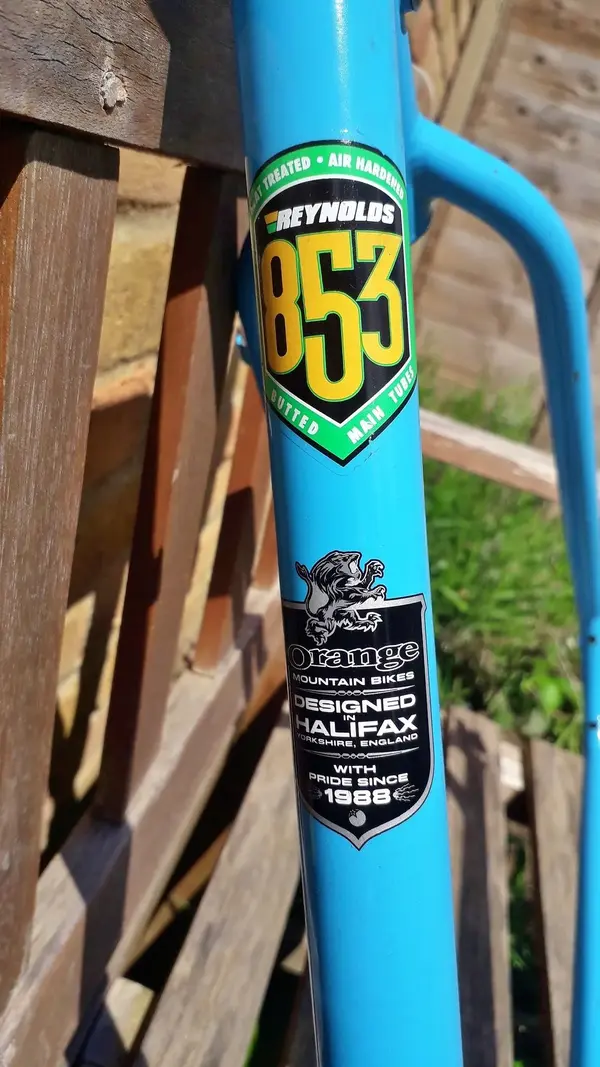 TREATED • AIR HARDENED
REYNOLDS
853
BUTTED MAIN TUBES
Orange
MOUNTAIN BIKES
DESIGNED
IN
HALIFAX
YORKSHIRE, ENGLAND
WITH
PRIDE SINCE
1988